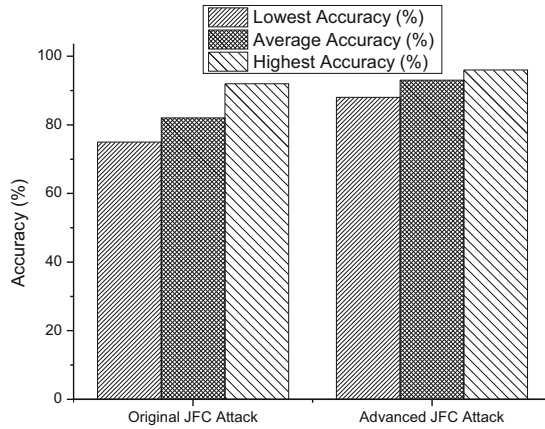 Lowest Accuracy (%)
Average Accuracy (%)
Highest Accuracy (%)
100
80
60
40
20
0
Accuracy (%)
Original JFC Attack
Advanced JFC Attack